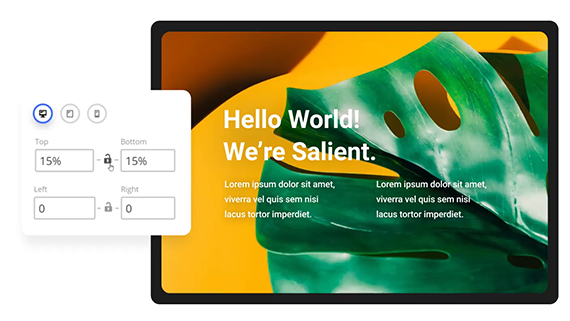 Top
Bottom
15%
15%
Left
Right
0
0
Hello World!
We're Salient.
Lorem ipsum dolor sit amet,
viverra vel quis sem nisi
lacus tortor imperdiet.
Lorem ipsum dolor sit amet,
viverra vel quis sem nisi
lacus tortor imperdiet.